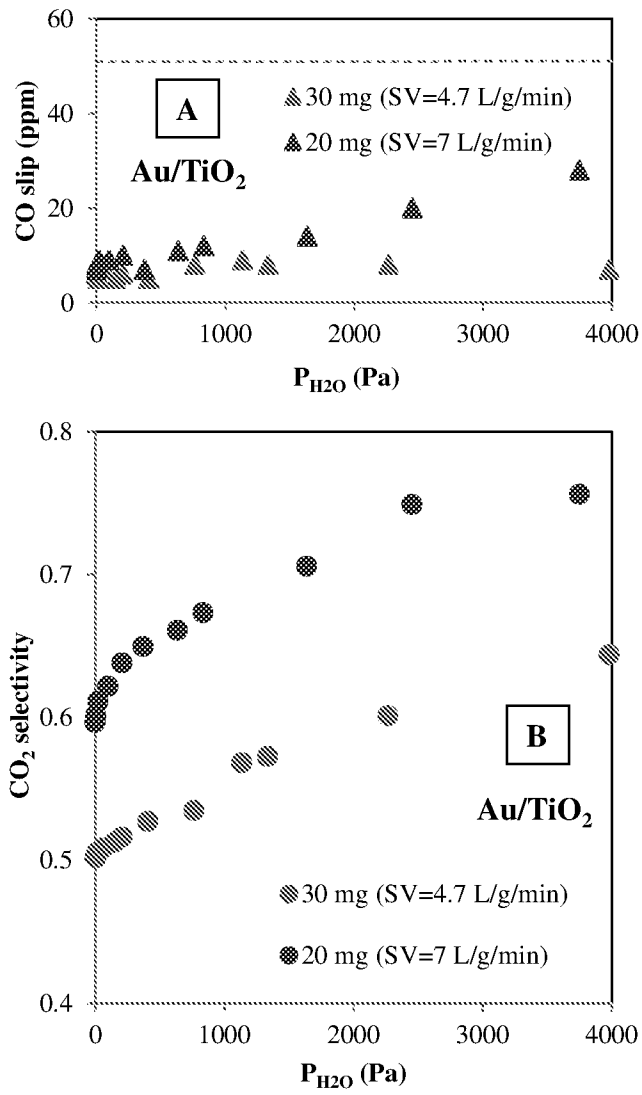 60
40
20
0
CO slip (ppm)
A
Au/TiO₂
30 mg (SV=4.7 L/g/min)
20 mg (SV=7 L/g/min)
0 1000 2000 3000 4000
P_H2O (Pa)
0.8
0.7
0.6
0.5
0.4
CO₂ selectivity
B
Au/TiO₂
30 mg (SV=4.7 L/g/min)
20 mg (SV=7 L/g/min)
0 1000 2000 3000 4000
P_H2O (Pa)